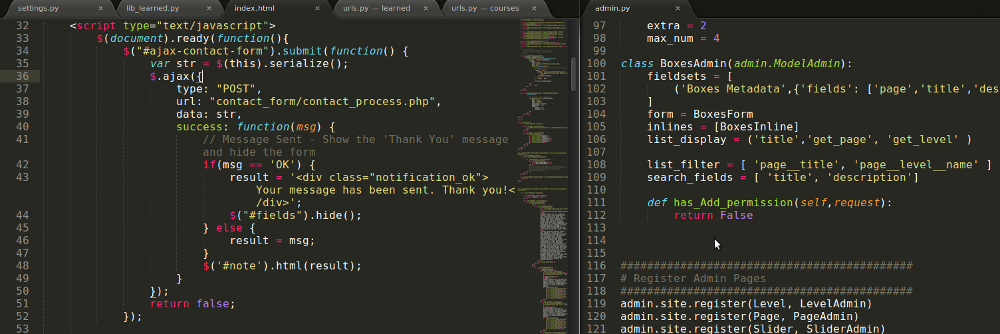 settings.py
lib_learned.py
index.html
urls.py — learned
urls.py — courses
32 <script type="text/javascript">
33 $(document).ready(function(){
34 $("#ajax-contact-form").submit(function() {
35 var str = $(this).serialize();
36 $.ajax({
37 type: "POST",
38 url: "contact_form/contact_process.php",
39 data: str,
40 success: function(msg) {
41 // Message Sent - Show the 'Thank You' message
and hide the form
42 if(msg == 'OK') {
43 result = '<div class="notification_ok">
Your message has been sent. Thank you!<
/div>';
44 $("#fields").hide();
45 } else {
46 result = msg;
47 }
48 $('#note').html(result);
49 }
50 });
51 return false;
52 });
53
admin.py
97 extra = 2
98 max_num = 4
99
100 class BoxesAdmin(admin.ModelAdmin):
101 fieldsets = [
102 ('Boxes Metadata',{'fields': ['page','title','des
103 ]
104 form = BoxesForm
105 inlines = [BoxesInline]
106 list_display = ('title','get_page', 'get_level' )
107
108 list_filter = [ 'page__title', 'page__level__name' ]
109 search_fields = [ 'title', 'description']
110
111 def has_Add_permission(self,request):
112 return False
113
114
115
116 ############################################
117 # Register Admin Pages
118 ############################################
119 admin.site.register(Level, LevelAdmin)
120 admin.site.register(Page, PageAdmin)
121 admin.site.register(Slider, SliderAdmin)